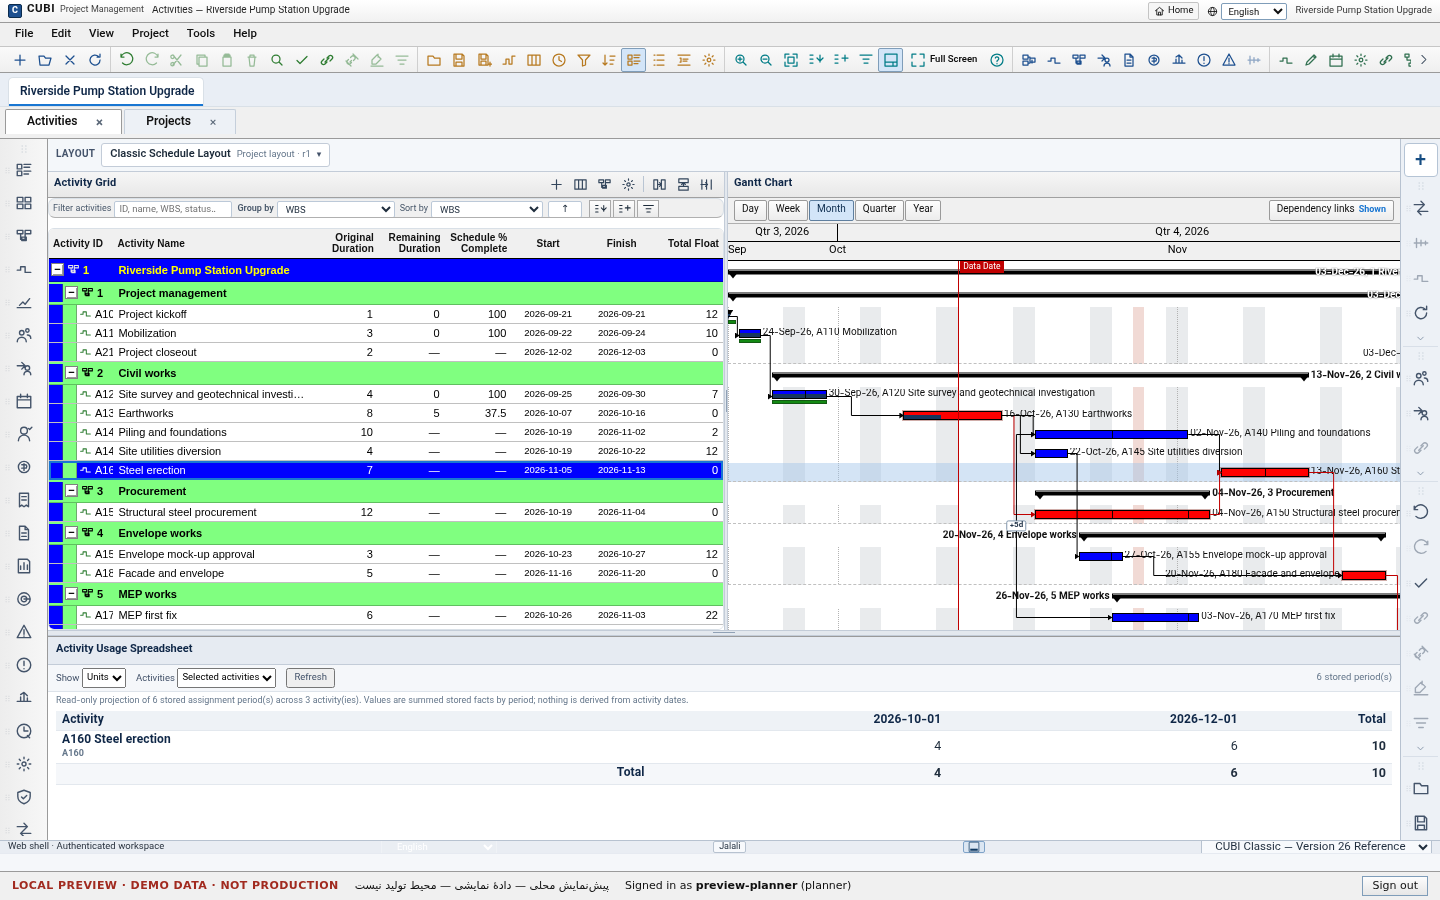 CUBI Project Management Activities — Riverside Pump Station Upgrade Home English Riverside Pump Station Upgrade
File Edit View Project Tools Help
Full Screen
Riverside Pump Station Upgrade
Activities × Projects ×
LAYOUT Classic Schedule Layout Project layout · r1
Activity Grid
Filter activities ID, name, WBS, status.. Group by WBS Sort by WBS
Activity ID Activity Name Original Duration Remaining Duration Schedule % Complete Start Finish Total Float
1 Riverside Pump Station Upgrade
1 Project management
A1C Project kickoff 1 0 100 2026-09-21 2026-09-21 12
A11 Mobilization 3 0 100 2026-09-22 2026-09-24 10
A21 Project closeout 2 — — 2026-12-02 2026-12-03 0
2 Civil works
A12 Site survey and geotechnical investi… 4 0 100 2026-09-25 2026-09-30 7
A13 Earthworks 8 5 37.5 2026-10-07 2026-10-16 0
A14 Piling and foundations 10 — — 2026-10-19 2026-11-02 2
A14 Site utilities diversion 4 — — 2026-10-19 2026-10-22 12
A16 Steel erection 7 — — 2026-11-05 2026-11-13 0
3 Procurement
A15 Structural steel procurement 12 — — 2026-10-19 2026-11-04 0
4 Envelope works
A15 Envelope mock-up approval 3 — — 2026-10-23 2026-10-27 12
A18 Facade and envelope 5 — — 2026-11-16 2026-11-20 0
5 MEP works
A17 MEP first fix 6 — — 2026-10-26 2026-11-03 22
Gantt Chart
Day Week Month Quarter Year Dependency links Shown
Qtr 3, 2026 Qtr 4, 2026
Sep Oct Nov
Data Date
03-Dec-26, 1 River
03-Dec
24-Sep-26, A110 Mobilization
03-Dec-
13-Nov-26, 2 Civil w
30-Sep-26, A120 Site survey and geotechnical investigation
16-Oct-26, A130 Earthworks
02-Nov-26, A140 Piling and foundations
22-Oct-26, A145 Site utilities diversion
13-Nov-26, A160 St
04-Nov-26, 3 Procurement
04-Nov-26, A150 Structural steel procurer
+5d
20-Nov-26, 4 Envelope works
27-Oct-26, A155 Envelope mock-up approval
20-Nov-26, A180 Facade and envelope
26-Nov-26, 5 MEP works
03-Nov-26, A170 MEP first fix
Activity Usage Spreadsheet
Show Units Activities Selected activities Refresh 6 stored period(s)
Read-only projection of 6 stored assignment period(s) across 3 activity(ies). Values are summed stored facts by period; nothing is derived from activity dates.
Activity 2026-10-01 2026-12-01 Total
A160 Steel erection 4 6 10
A160
Total 4 6 10
Web shell · Authenticated workspace English Jalali CUBI Classic — Version 26 Reference
LOCAL PREVIEW · DEMO DATA · NOT PRODUCTION پیش‌نمایش محلی — دادهٔ نمایشی — محیط تولید نیست Signed in as preview-planner (planner) Sign out